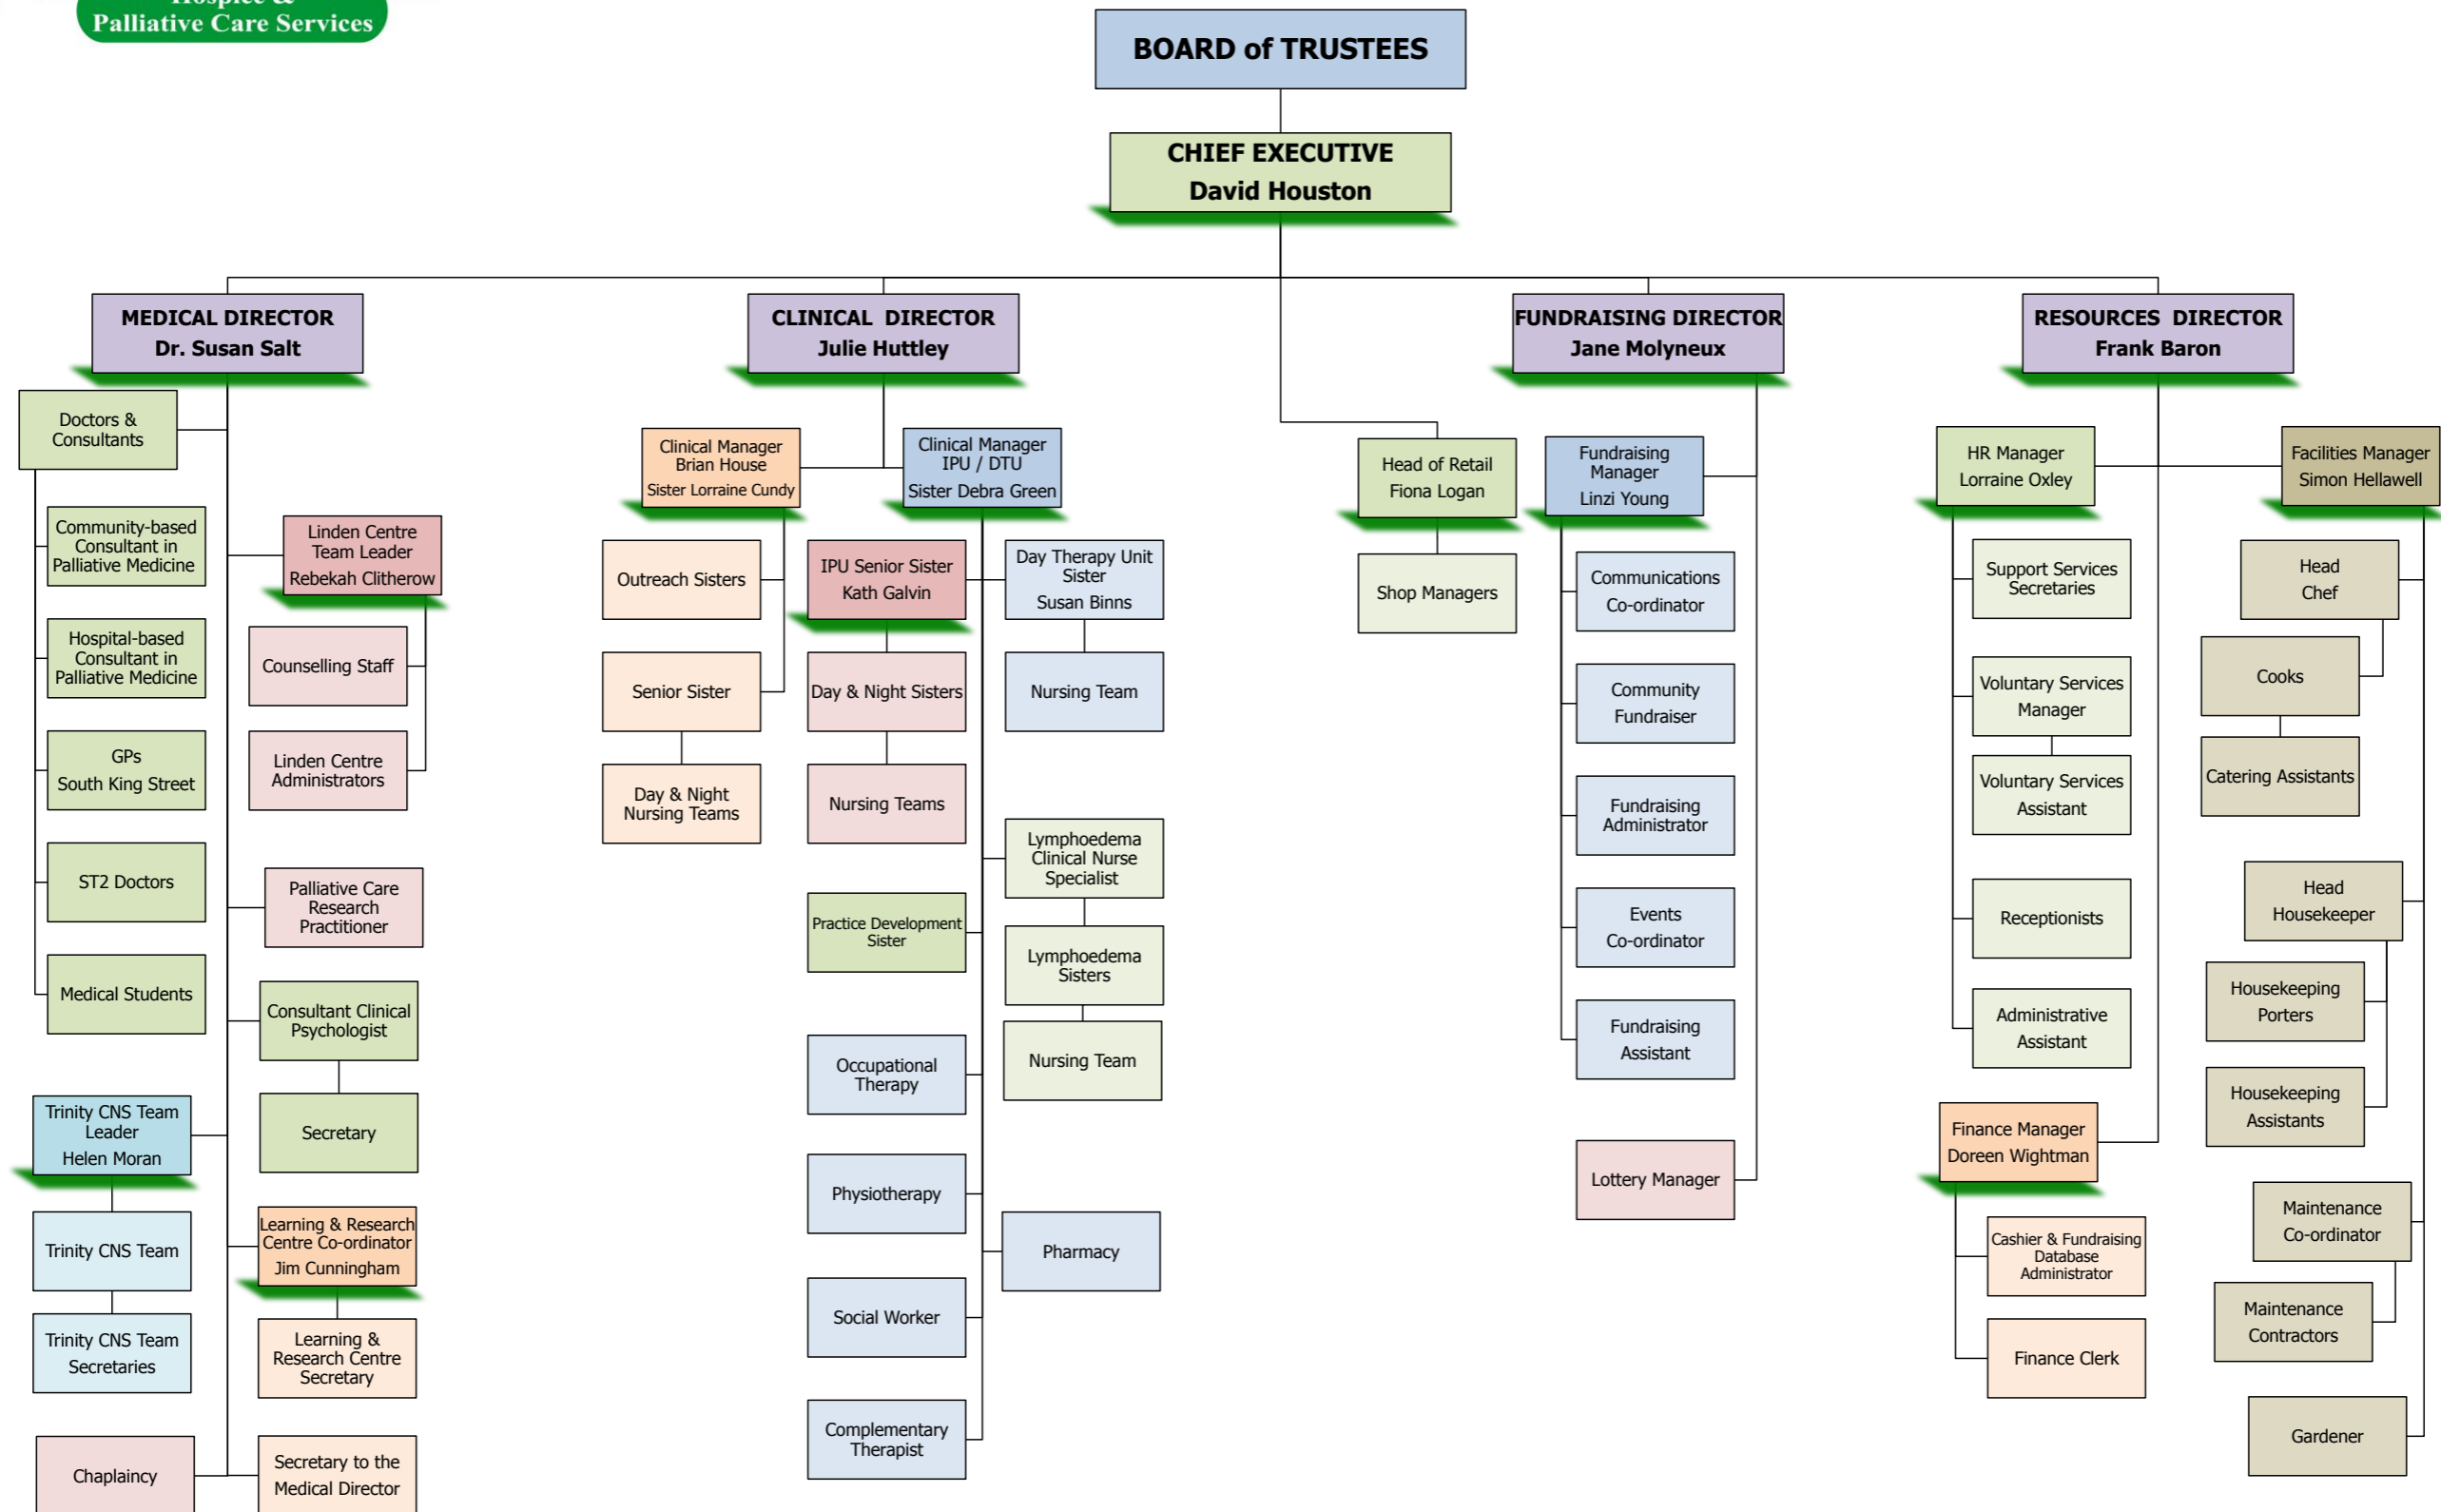 Hospice &
Palliative Care Services
BOARD of TRUSTEES
CHIEF EXECUTIVE
David Houston
MEDICAL DIRECTOR
Dr. Susan Salt
CLINICAL DIRECTOR
Julie Huttley
FUNDRAISING DIRECTOR
Jane Molyneux
RESOURCES DIRECTOR
Frank Baron
Doctors &
Consultants
Community-based
Consultant in
Palliative Medicine
Hospital-based
Consultant in
Palliative Medicine
GPs
South King Street
ST2 Doctors
Medical Students
Linden Centre
Team Leader
Rebekah Clitherow
Counselling Staff
Linden Centre
Administrators
Palliative Care
Research
Practitioner
Consultant Clinical
Psychologist
Secretary
Trinity CNS Team
Leader
Helen Moran
Trinity CNS Team
Trinity CNS Team
Secretaries
Learning & Research
Centre Co-ordinator
Jim Cunningham
Learning &
Research Centre
Secretary
Chaplaincy
Secretary to the
Medical Director
Clinical Manager
Brian House
Sister Lorraine Cundy
Outreach Sisters
Senior Sister
Day & Night
Nursing Teams
Clinical Manager
IPU / DTU
Sister Debra Green
IPU Senior Sister
Kath Galvin
Day & Night Sisters
Nursing Teams
Day Therapy Unit
Sister
Susan Binns
Nursing Team
Lymphoedema
Clinical Nurse
Specialist
Lymphoedema
Sisters
Nursing Team
Practice Development
Sister
Occupational
Therapy
Physiotherapy
Pharmacy
Social Worker
Complementary
Therapist
Head of Retail
Fiona Logan
Shop Managers
Fundraising
Manager
Linzi Young
Communications
Co-ordinator
Community
Fundraiser
Fundraising
Administrator
Events
Co-ordinator
Fundraising
Assistant
Lottery Manager
HR Manager
Lorraine Oxley
Support Services
Secretaries
Voluntary Services
Manager
Voluntary Services
Assistant
Receptionists
Administrative
Assistant
Finance Manager
Doreen Wightman
Cashier & Fundraising
Database
Administrator
Finance Clerk
Facilities Manager
Simon Hellawell
Head
Chef
Cooks
Catering Assistants
Head
Housekeeper
Housekeeping
Porters
Housekeeping
Assistants
Maintenance
Co-ordinator
Maintenance
Contractors
Gardener